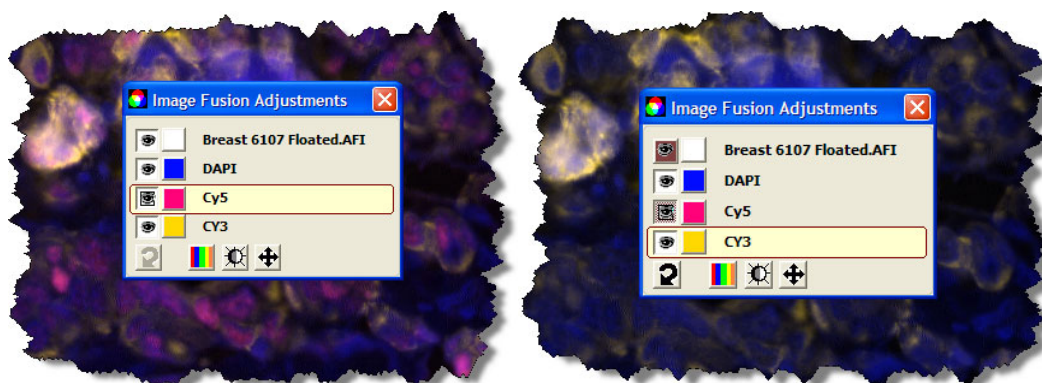 Image Fusion Adjustments
Breast 6107 Floated.AFI
DAPI
Cy5
CY3
Image Fusion Adjustments
Breast 6107 Floated.AFI
DAPI
Cy5
CY3